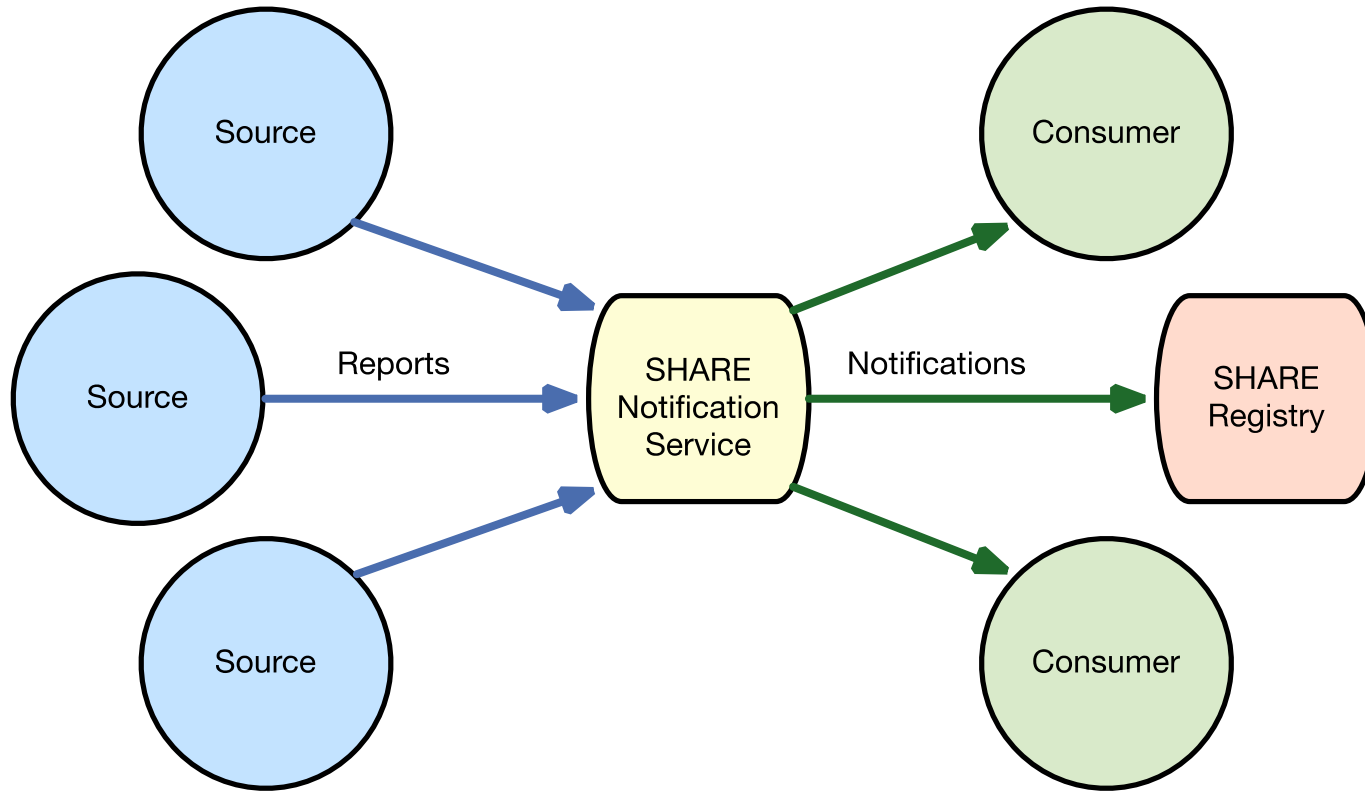 Source
Consumer
Source
Reports
SHARE
Notification
Service
Notifications
SHARE
Registry
Source
Consumer